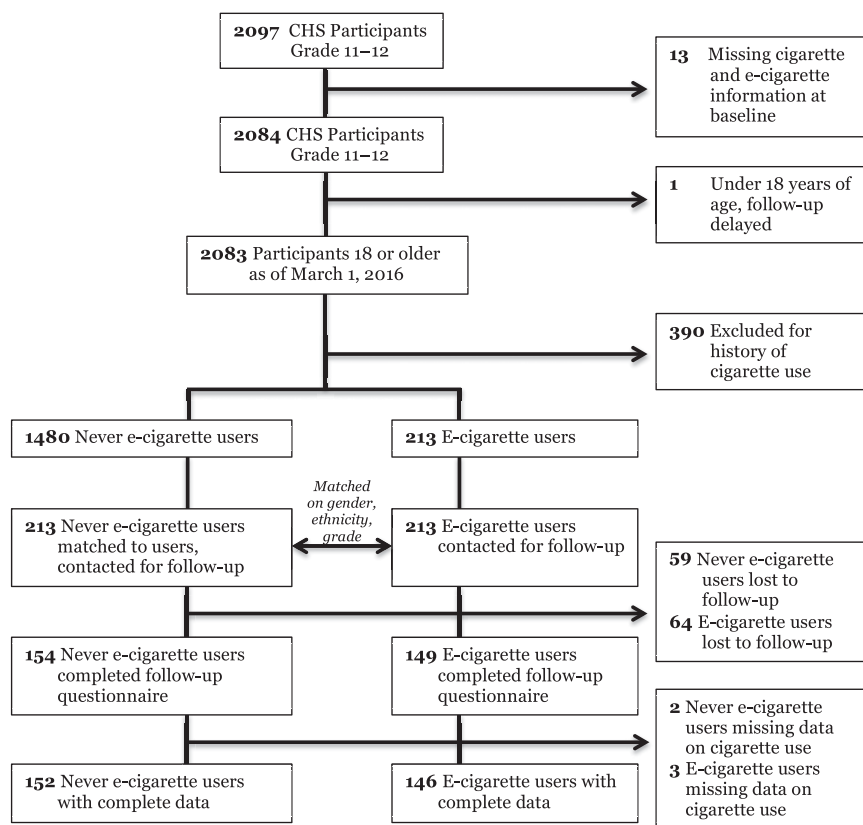 2097 CHS Participants
Grade 11–12
13 Missing cigarette
and e-cigarette
information at
baseline
2084 CHS Participants
Grade 11–12
1 Under 18 years of
age, follow-up
delayed
2083 Participants 18 or older
as of March 1, 2016
390 Excluded for
history of
cigarette use
1480 Never e-cigarette users
213 E-cigarette users
213 Never e-cigarette users
matched to users,
contacted for follow-up
Matched
on gender,
ethnicity,
grade
213 E-cigarette users
contacted for follow-up
59 Never e-cigarette
users lost to
follow-up
64 E-cigarette users
lost to follow-up
154 Never e-cigarette users
completed follow-up
questionnaire
149 E-cigarette users
completed follow-up
questionnaire
2 Never e-cigarette
users missing data
on cigarette use
3 E-cigarette users
missing data on
cigarette use
152 Never e-cigarette users
with complete data
146 E-cigarette users with
complete data